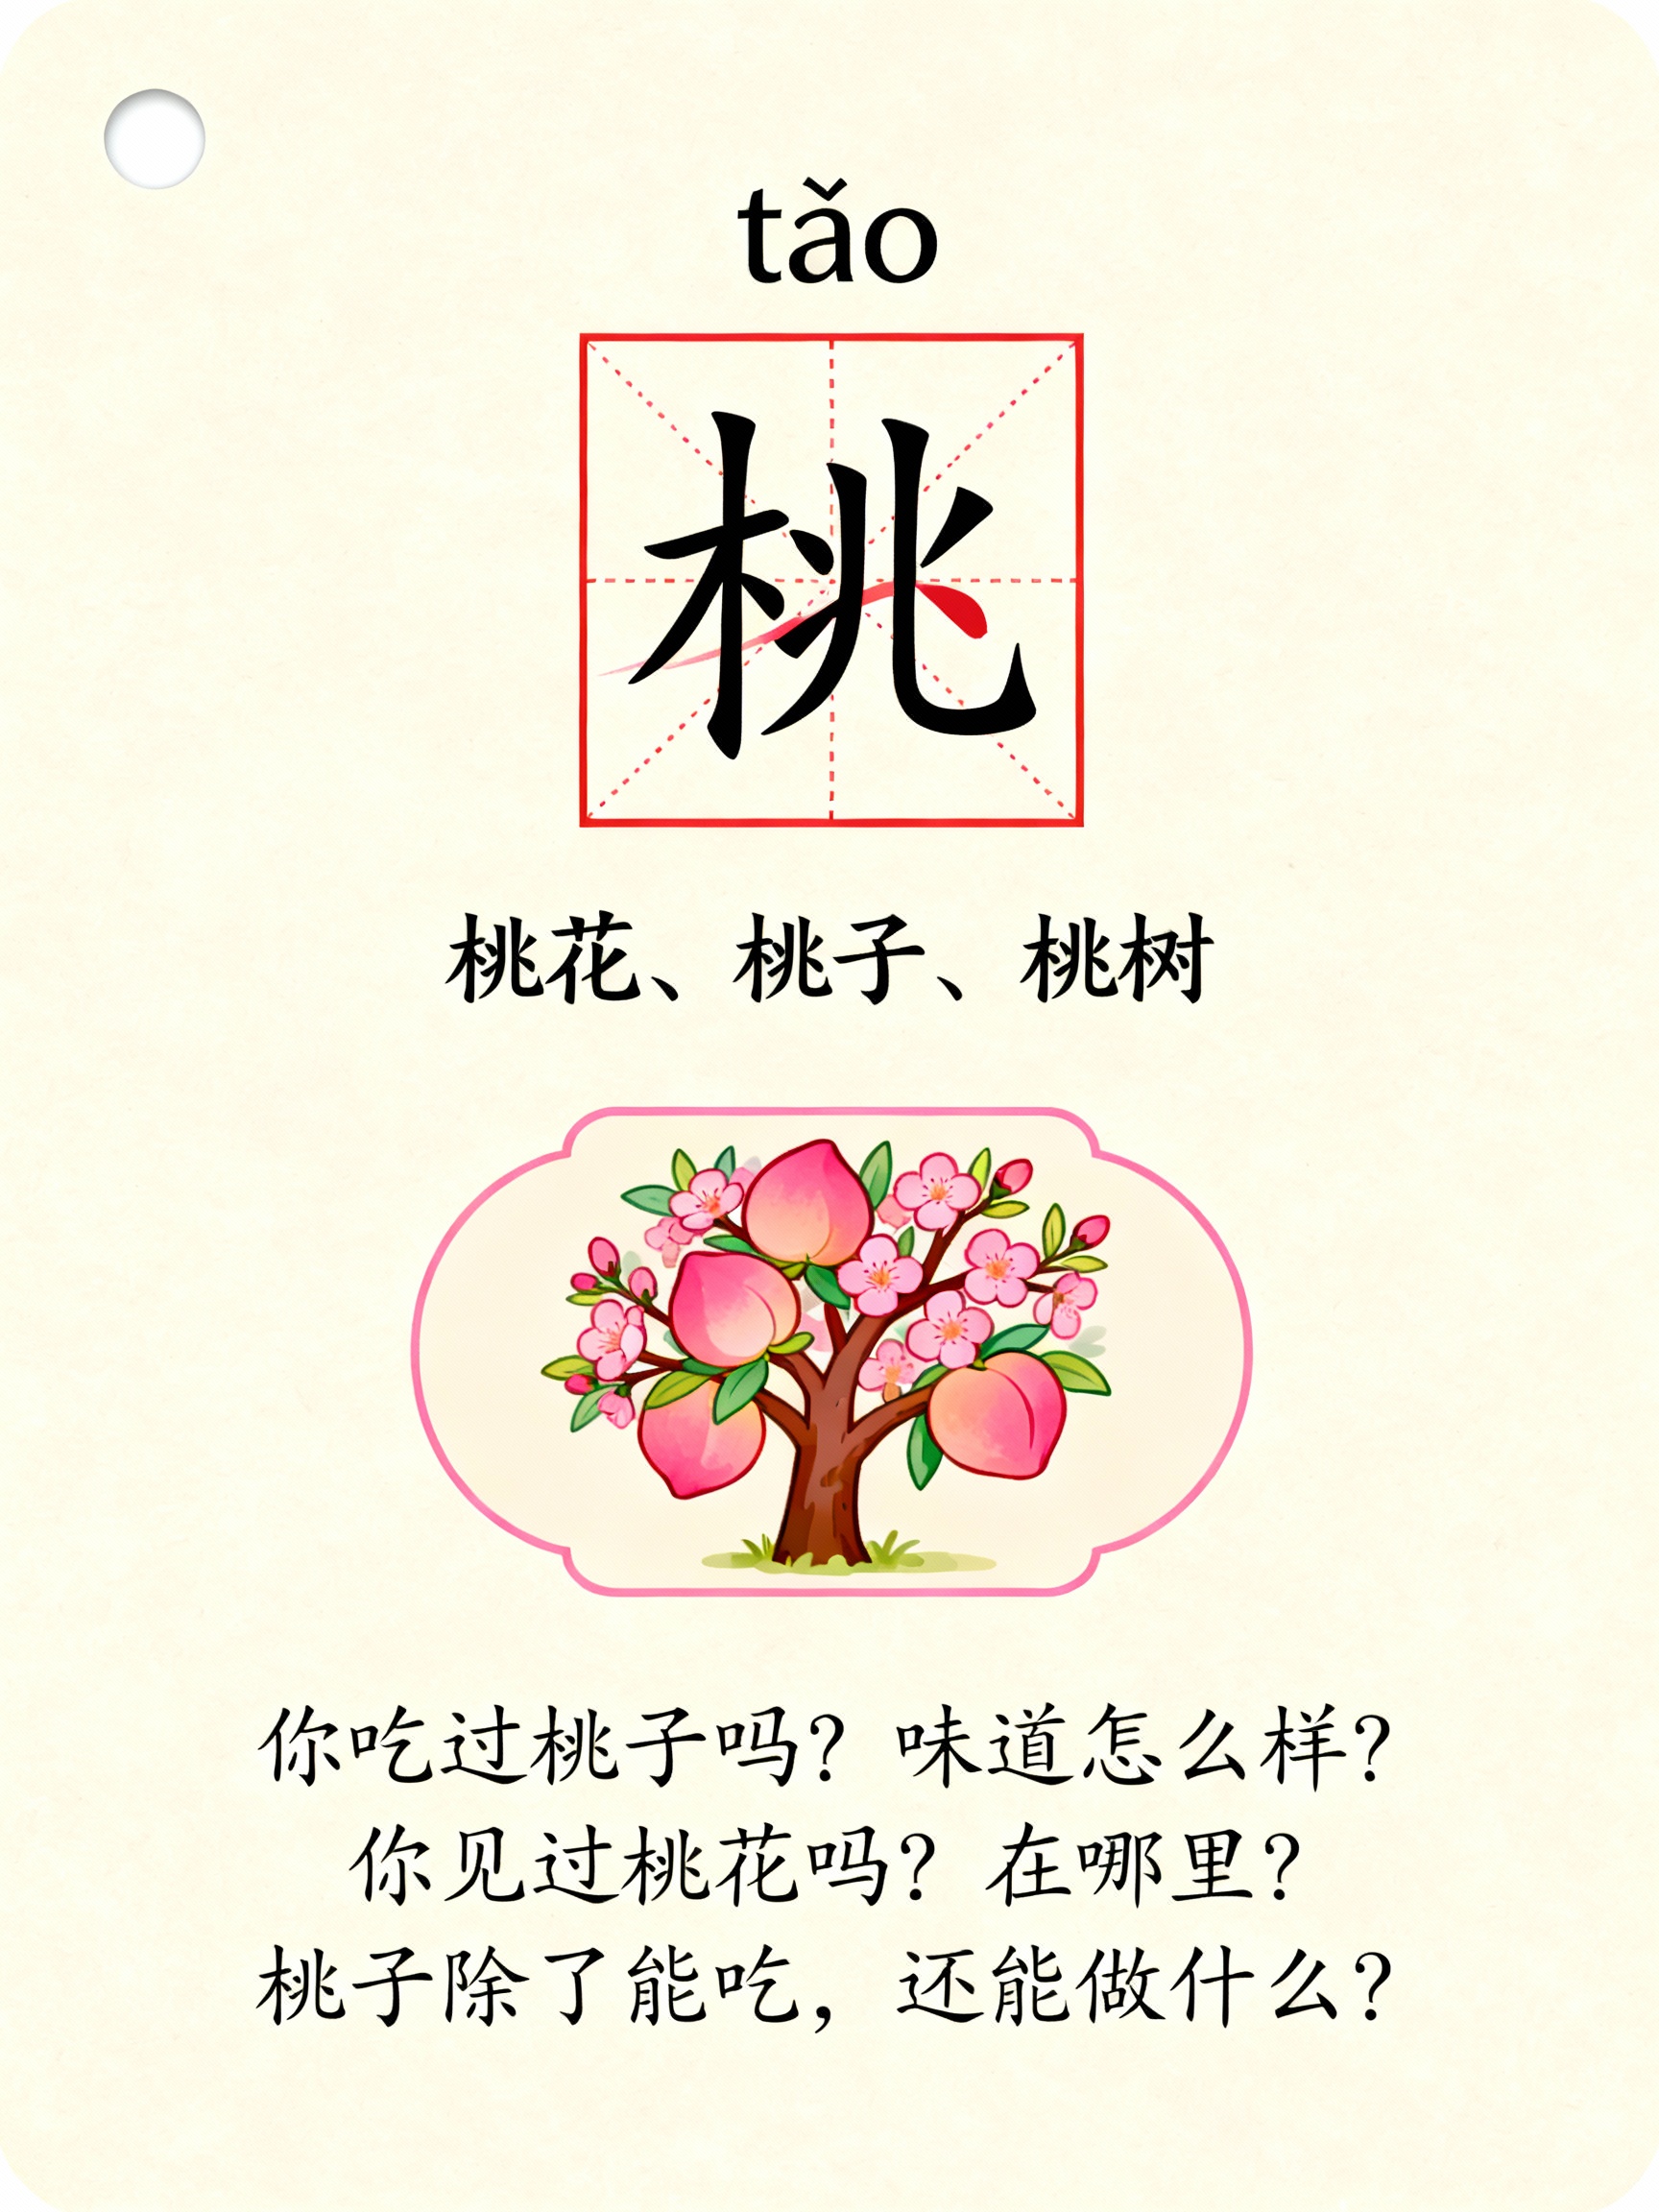 tǎo
桃
桃花、桃子、桃树
你吃过桃子吗？味道怎么样？
你见过桃花吗？在哪里？
桃子除了能吃，还能做什么？